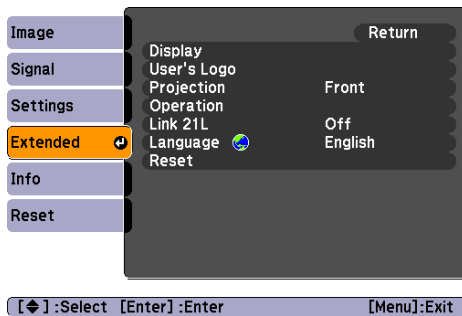 Image
Signal
Settings
Extended
Info
Reset
Return
Display
User's Logo
Projection Front
Operation
Link 21L Off
Language English
Reset
[◆] :Select [Enter] :Enter [Menu]:Exit